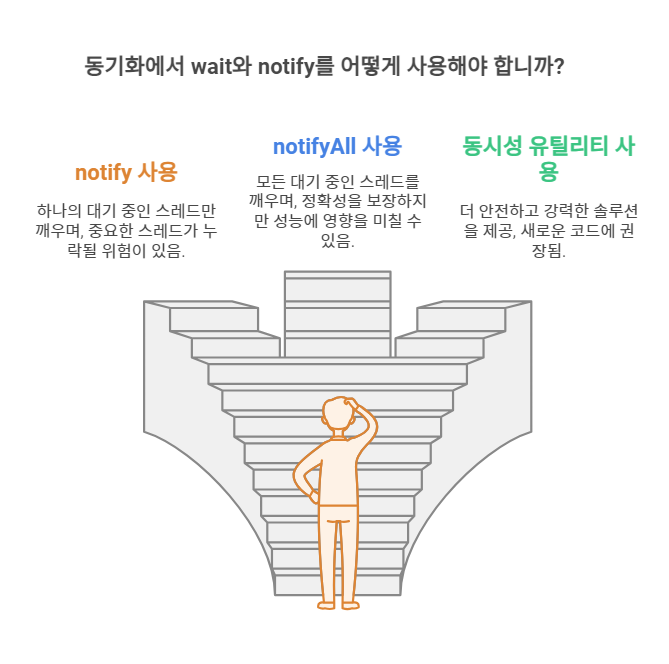 동기화에서 wait와 notify를 어떻게 사용해야 합니까?
notify 사용
하나의 대기 중인 스레드만
깨우며, 중요한 스레드가 누
락될 위험이 있음.
notifyAll 사용
모든 대기 중인 스레드를
깨우며, 정확성을 보장하지
만 성능에 영향을 미칠 수
있음.
동시성 유틸리티 사
용
더 안전하고 강력한 솔루션
을 제공, 새로운 코드에 권
장됨.